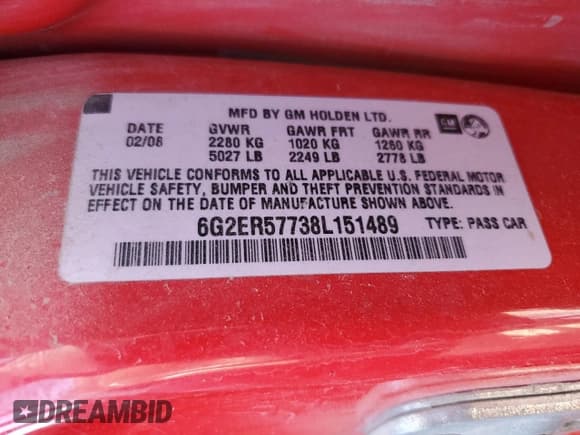 MFD BY GM HOLDEN LTD.
GM
DATE GVWR GAWR FRT GAWR RR
02/08 2280 KG 1020 KG 1260 KG
5027 LB 2249 LB 2778 LB
THIS VEHICLE CONFORMS TO ALL APPLICABLE U.S. FEDERAL MOTOR
VEHICLE SAFETY, BUMPER AND THEFT PREVENTION STANDARDS IN
EFFECT ON THE DATE OF MANUFACTURE SHOWN ABOVE.
6G2ER57738L151489 TYPE: PASS CAR
DREAMBID